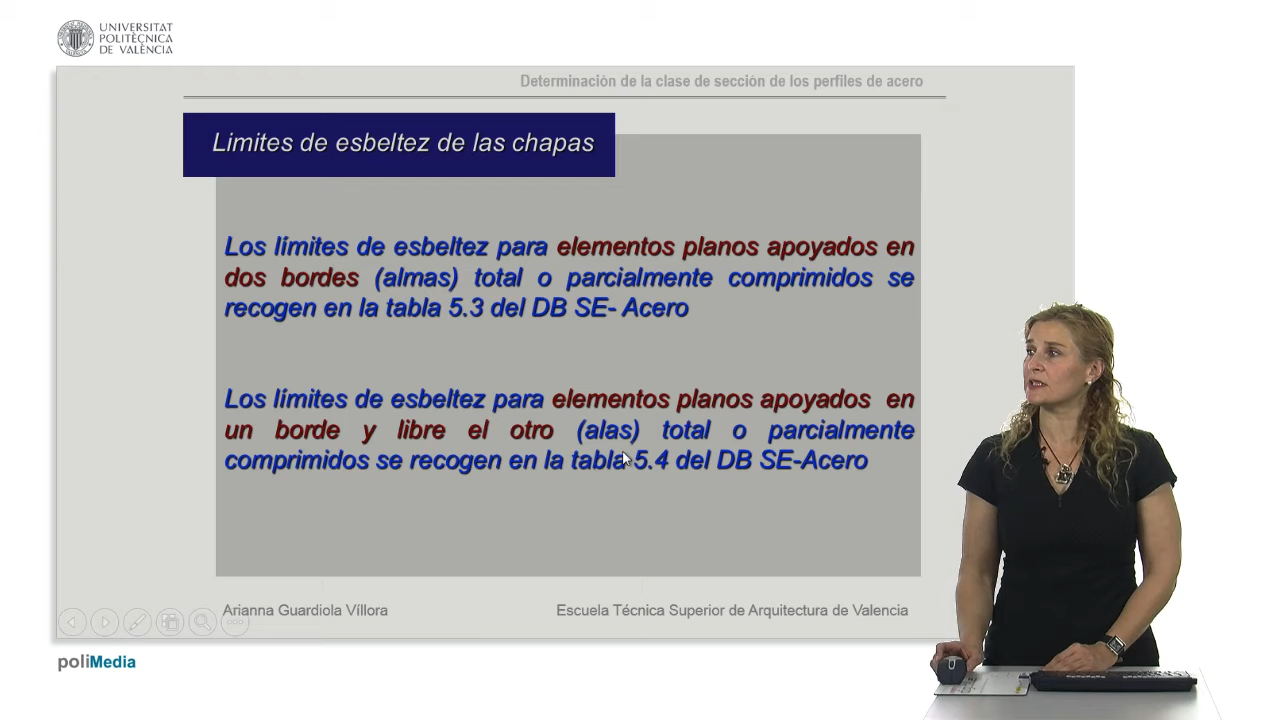 UNIVERSITAT
POLITÈCNICA
DE VALÈNCIA
Determinación de la clase de sección de los perfiles de acero
Limites de esbeltez de las chapas
Los límites de esbeltez para elementos planos apoyados en
dos bordes (almas) total o parcialmente comprimidos se
recogen en la tabla 5.3 del DB SE- Acero
Los límites de esbeltez para elementos planos apoyados en
un borde y libre el otro (alas) total o parcialmente
comprimidos se recogen en la tabla 5.4 del DB SE-Acero
Arianna Guardiola Víllora
Escuela Técnica Superior de Arquitectura de Valencia
poliMedia